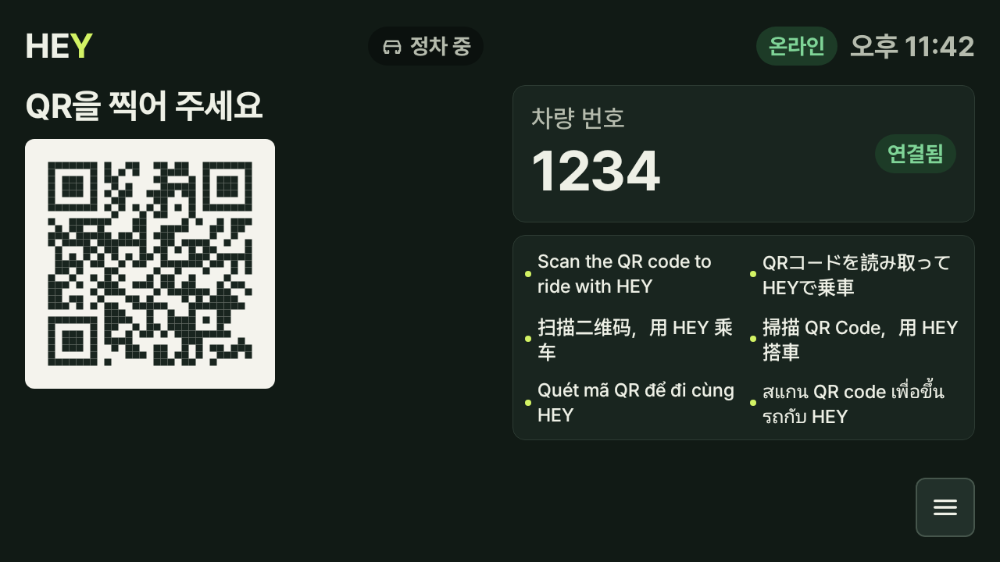 HEY
정차 중
온라인
오후 11:42
QR을 찍어 주세요
차량 번호
1234
연결됨
Scan the QR code to
ride with HEY
QRコードを読み取って
HEYで乗車
扫描二维码，用 HEY 乘
车
掃描 QR Code，用 HEY
搭車
Quét mã QR để đi cùng
HEY
สแกน QR code เพื่อขึ้น
รถกับ HEY